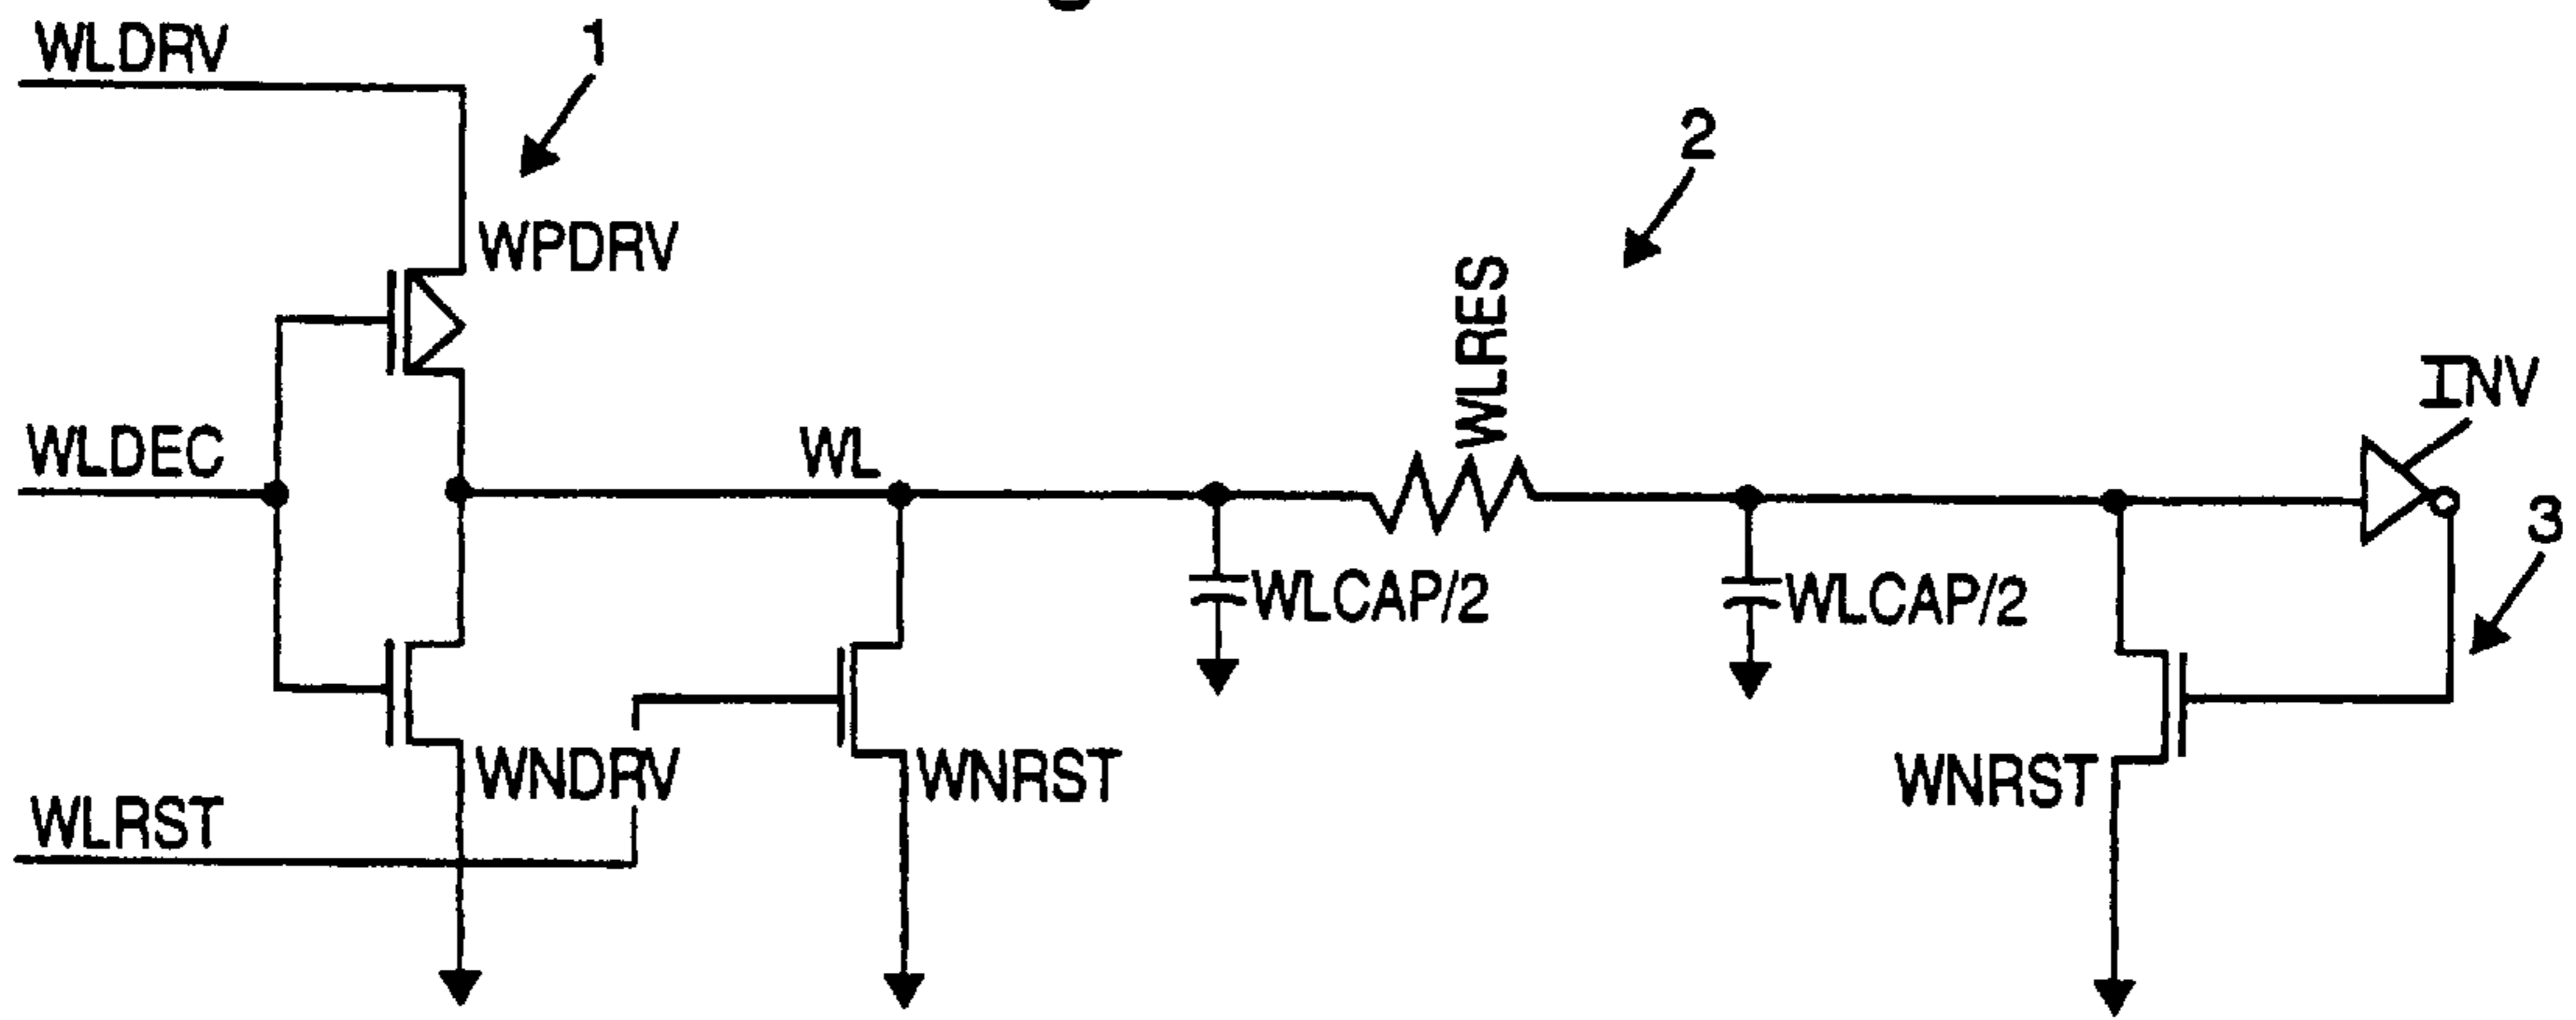 WLDRV
1
2
WPDRV
WLRES
INV
WLDEC
WL
3
WLCAP/2
WLCAP/2
WNDRV
WNRST
WNRST
WLRST